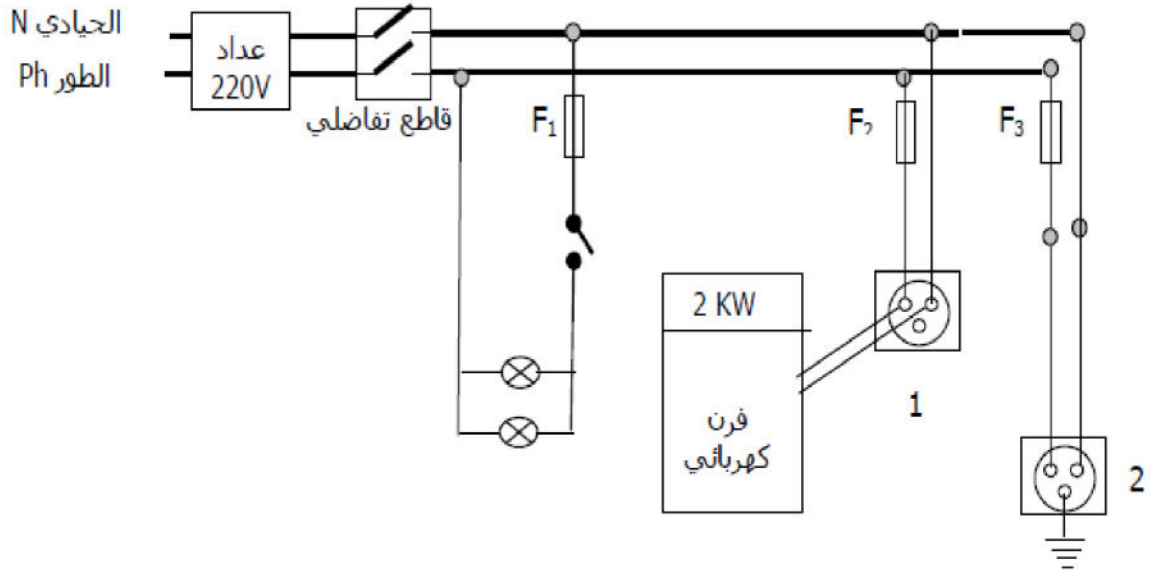 N الحيادي
Ph الطور
عداد
220V
قاطع تفاضلي
F₁
F₂
F₃
2 KW
فرن
كهربائي
1
2